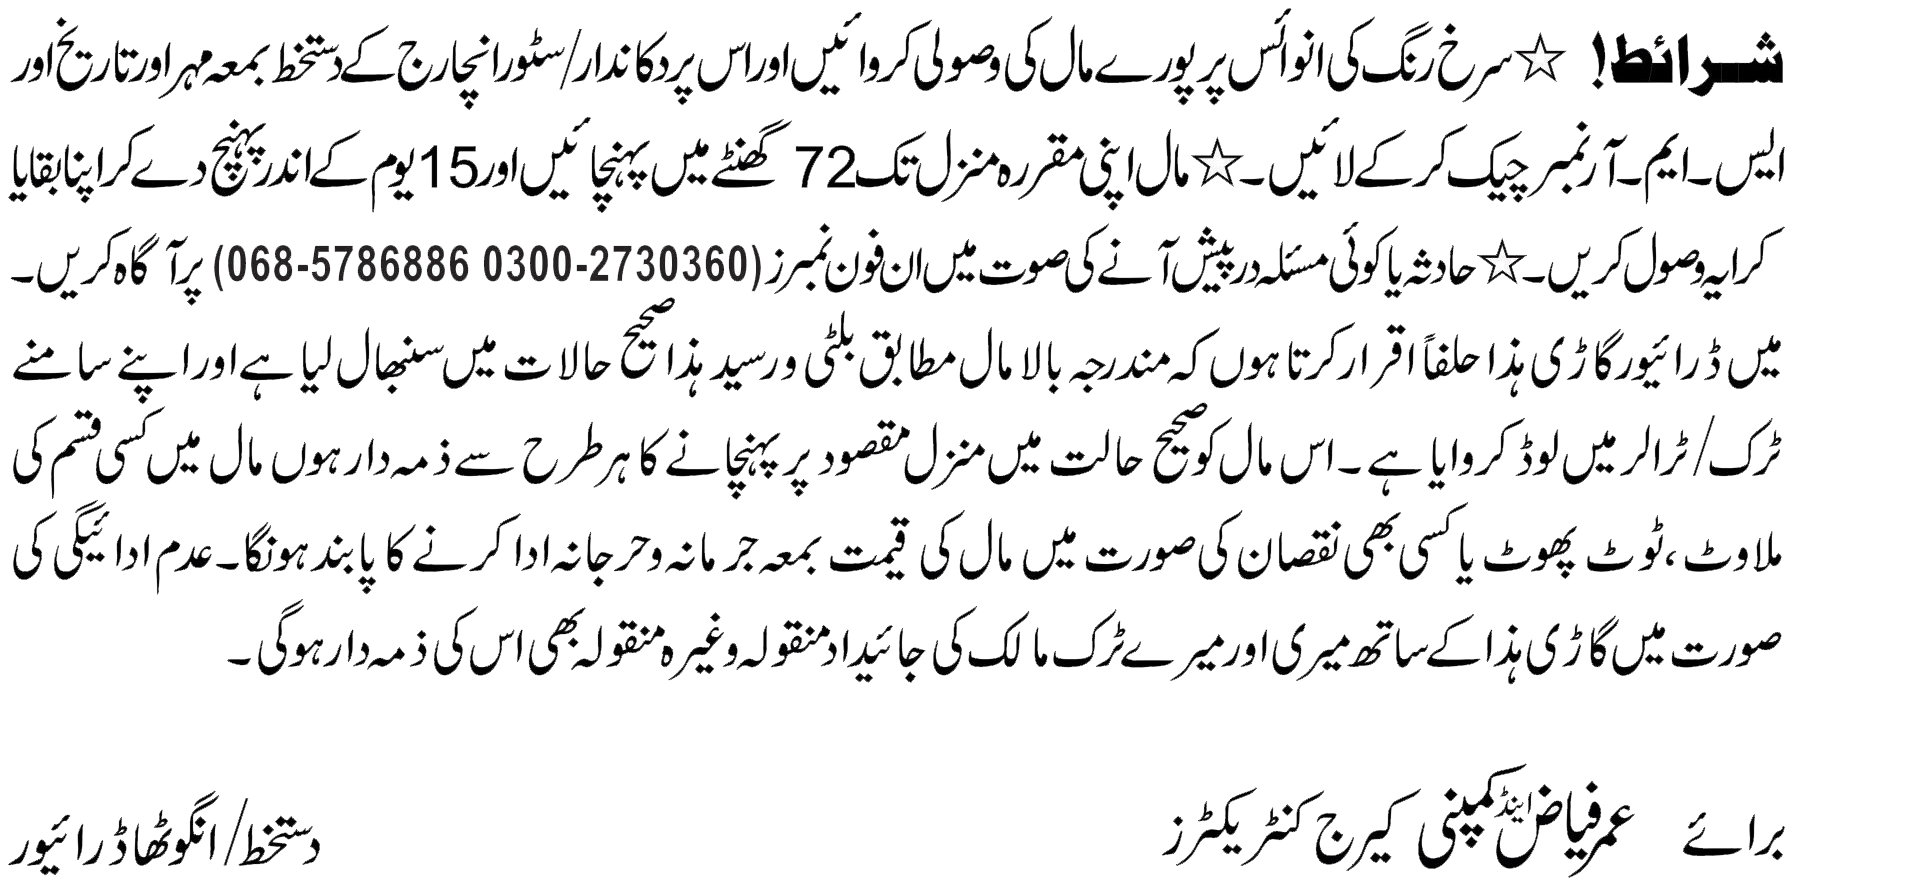 شرائط! ☆سرخ رنگ کی انوائس پر پورے مال کی وصولی کروائیں اور اس پر دکاندار/سٹور انچارج کے دستخط بمعہ مہر اور تاریخ اور
ایس۔ایم۔آر نمبر چیک کر کے لائیں۔☆مال اپنی مقررہ منزل تک 72 گھنٹے میں پہنچائیں اور 15 یوم کے اندر پہنچ دے کر اپنا بقایا
کرایہ وصول کریں۔☆حادثہ یا کوئی مسئلہ درپیش آنے کی صوت میں ان فون نمبرز (068-5786886 0300-2730360) پر آگاہ کریں۔
میں ڈرائیور گاڑی ہذا حلفاً اقرار کرتا ہوں کہ مندرجہ بالا مال مطابق بلٹی و رسید ہذا صحیح حالات میں سنبھال لیا ہے اور اپنے سامنے
ٹرک/ٹرالر میں لوڈ کروایا ہے۔اس مال کو صحیح حالت میں منزل مقصود پر پہنچانے کا ہر طرح سے ذمہ دار ہوں مال میں کسی قسم کی
ملاوٹ،ٹوٹ پھوٹ یا کسی بھی نقصان کی صورت میں مال کی قیمت بمعہ جرمانہ و حرجانہ ادا کرنے کا پابند ہونگا۔عدم ادائیگی کی
صورت میں گاڑی ہذا کے ساتھ میری اور میرے ٹرک مالک کی جائیداد منقولہ و غیرہ منقولہ بھی اس کی ذمہ دار ہوگی۔
برائے عمر فیاض اینڈ کمپنی کیرج کنٹریکٹرز
دستخط/انگوٹھا ڈرائیور